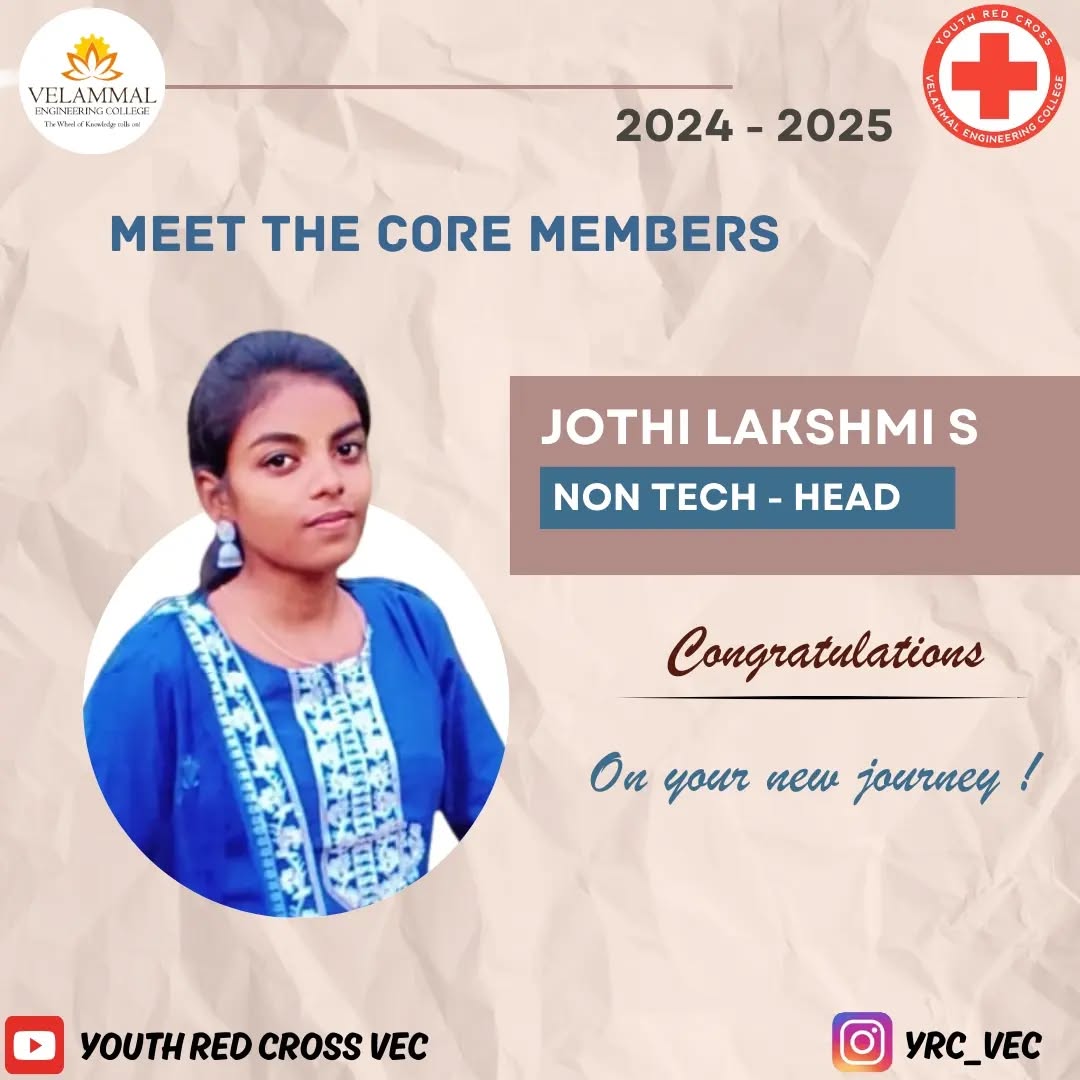 VELAMMAL
ENGINEERING COLLEGE
The Wheel of Knowledge rolls on!
YOUTH RED CROSS
VELAMMAL ENGINEERING COLLEGE
2024 - 2025
MEET THE CORE MEMBERS
JOTHI LAKSHMI S
NON TECH - HEAD
Congratulations
On your new journey !
YOUTH RED CROSS VEC
YRC_VEC